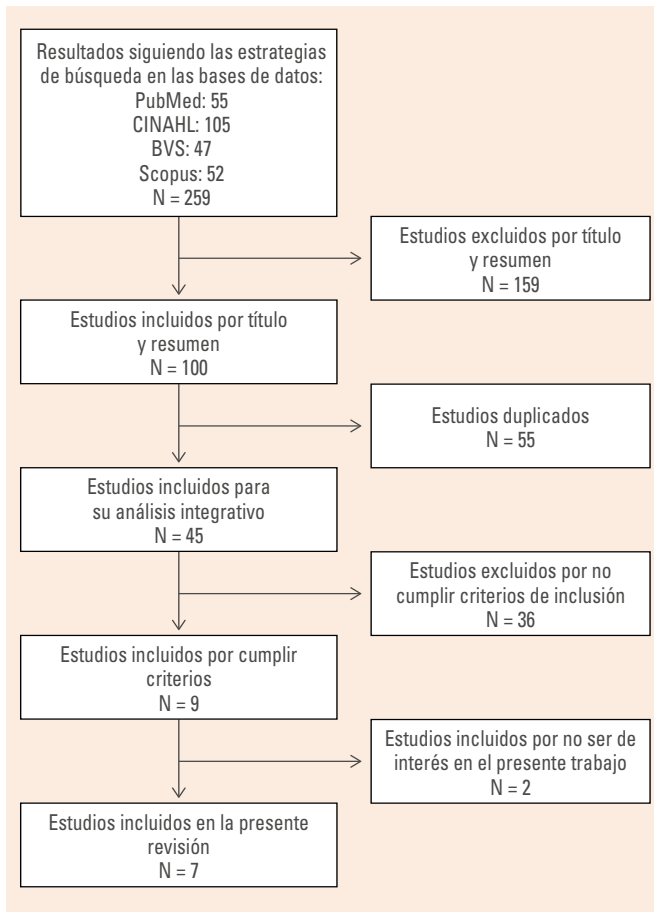 Resultados siguiendo las estrategias
de búsqueda en las bases de datos:
PubMed: 55
CINAHL: 105
BVS: 47
Scopus: 52
N = 259
Estudios excluidos por título
y resumen
N = 159
Estudios incluidos por título
y resumen
N = 100
Estudios duplicados
N = 55
Estudios incluidos para
su análisis integrativo
N = 45
Estudios excluidos por no
cumplir criterios de inclusión
N = 36
Estudios incluidos por cumplir
criterios
N = 9
Estudios incluidos por no ser de
interés en el presente trabajo
N = 2
Estudios incluidos en la presente
revisión
N = 7